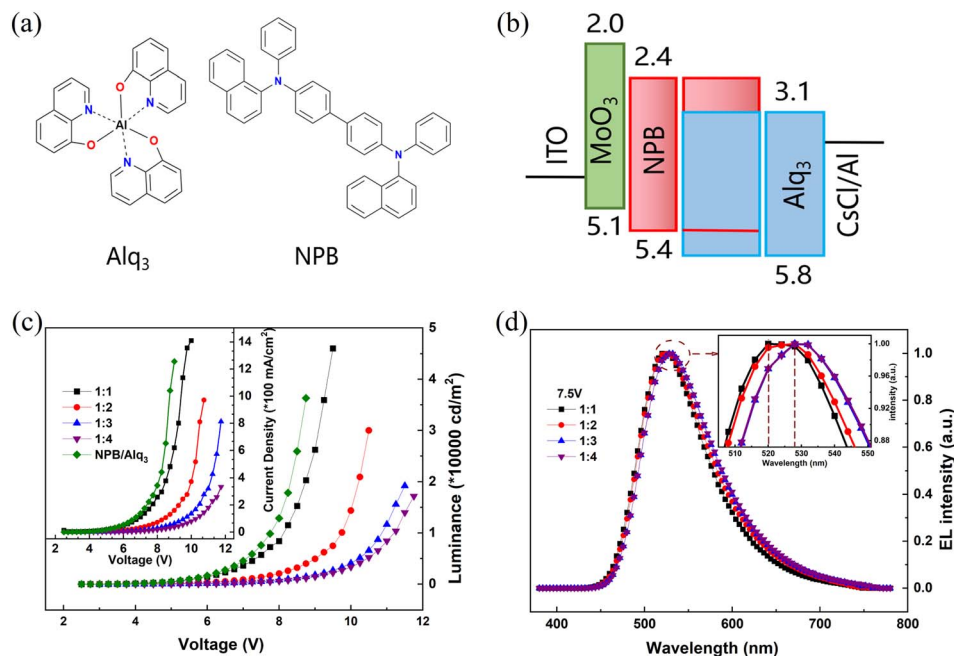 (a)
O
N
N
Al
O
O
N
Alq3
N
N
NPB
(b)
2.0
2.4
3.1
ITO
MoO3
NPB
Alq3
CsCl/Al
5.1
5.4
5.8
(c)
1:1
1:2
1:3
1:4
NPB/Alq3
14
12
10
8
6
4
2
0
Current Density (*100 mA/cm2)
2 4 6 8 10 12
Voltage (V)
5
4
3
2
1
0
Luminance (*10000 cd/m2)
2 4 6 8 10 12
Voltage (V)
(d)
7.5V
1:1
1:2
1:3
1:4
1.00
0.96
0.92
0.88
intensity (a.u.)
510 520 530 540 550
Wavelength (nm)
1.0
0.8
0.6
0.4
0.2
0.0
EL intensity (a.u.)
400 500 600 700 800
Wavelength (nm)